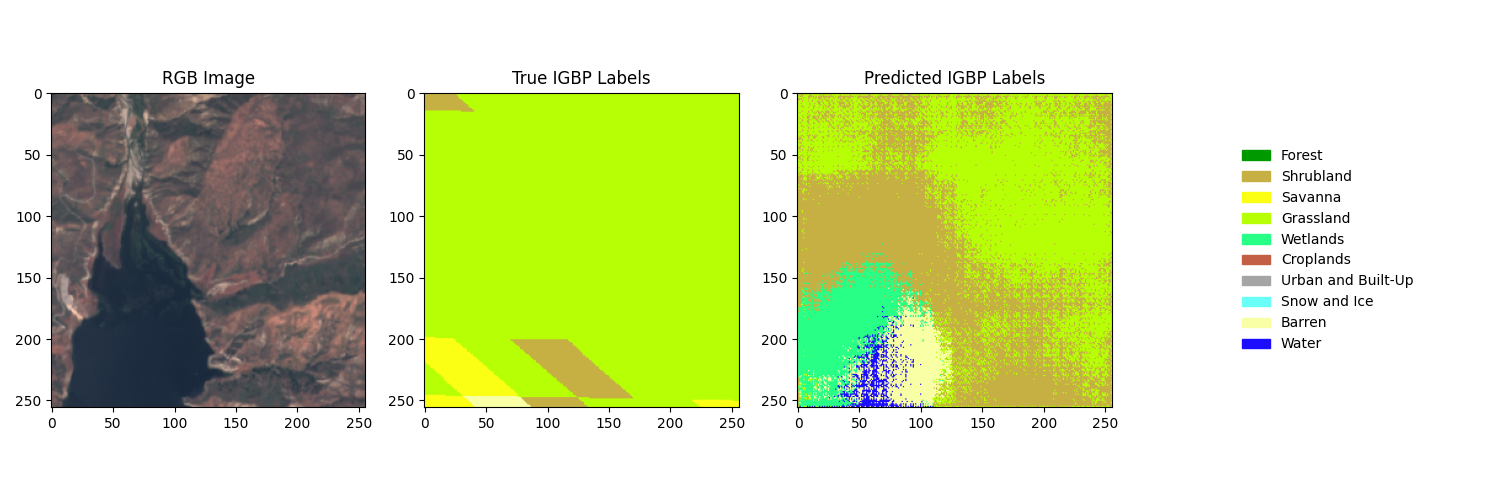 RGB Image
True IGBP Labels
Predicted IGBP Labels
0
50
100
150
200
250
0 50 100 150 200 250
0
50
100
150
200
250
0 50 100 150 200 250
0
50
100
150
200
250
0 50 100 150 200 250
Forest
Shrubland
Savanna
Grassland
Wetlands
Croplands
Urban and Built-Up
Snow and Ice
Barren
Water